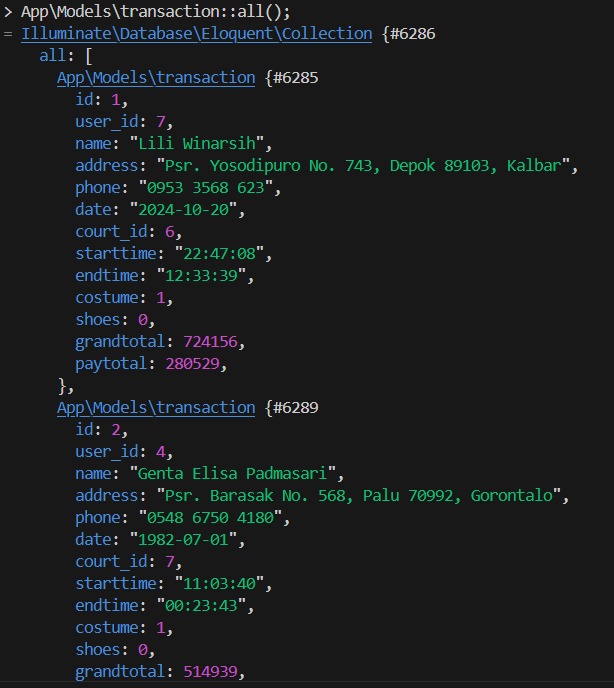 > App\Models\transaction::all();
= Illuminate\Database\Eloquent\Collection {#6286
all: [
App\Models\transaction {#6285
id: 1,
user_id: 7,
name: "Lili Winarsih",
address: "Psr. Yosodipuro No. 743, Depok 89103, Kalbar",
phone: "0953 3568 623",
date: "2024-10-20",
court_id: 6,
starttime: "22:47:08",
endtime: "12:33:39",
costume: 1,
shoes: 0,
grandtotal: 724156,
paytotal: 280529,
},
App\Models\transaction {#6289
id: 2,
user_id: 4,
name: "Genta Elisa Padmasari",
address: "Psr. Barasak No. 568, Palu 70992, Gorontalo",
phone: "0548 6750 4180",
date: "1982-07-01",
court_id: 7,
starttime: "11:03:40",
endtime: "00:23:43",
costume: 1,
shoes: 0,
grandtotal: 514939,